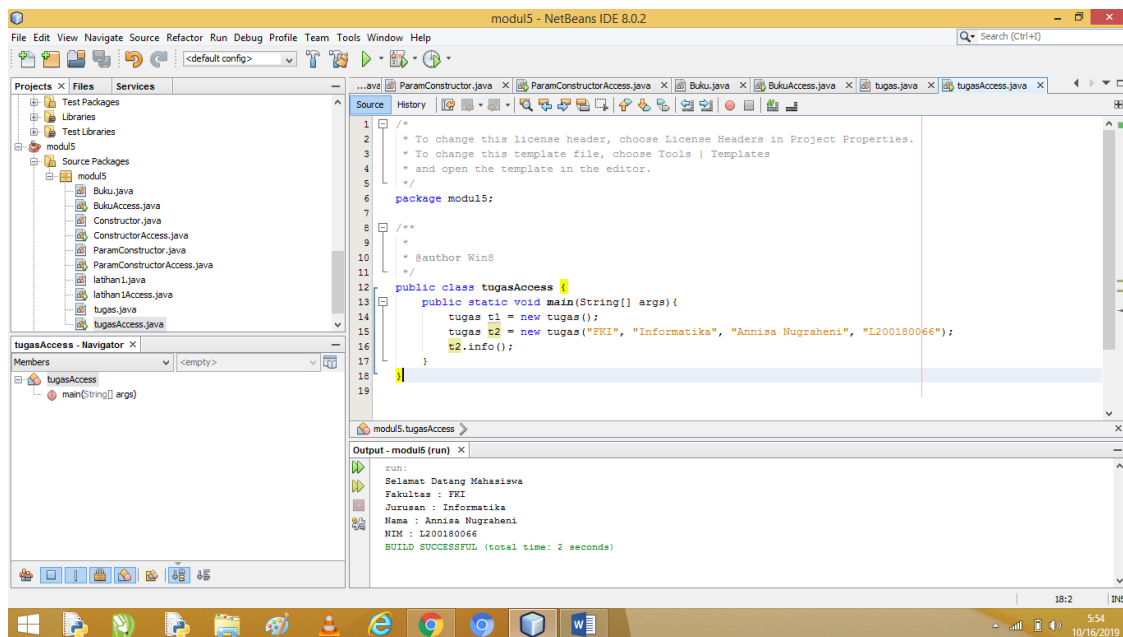 modul5 - NetBeans IDE 8.0.2
File Edit View Navigate Source Refactor Run Debug Profile Team Tools Window Help
Search (Ctrl+I)
<default config>
Projects Files Services
Test Packages
Libraries
Test Libraries
modul5
Source Packages
modul5
Buku.java
BukuAccess.java
Constructor.java
ConstructorAccess.java
ParamConstructor.java
ParamConstructorAccess.java
latihan1.java
latihan1Access.java
tugas.java
tugasAccess.java
tugasAccess - Navigator
Members <empty>
tugasAccess
main(String[] args)
...ava ParamConstructor.java ParamConstructorAccess.java Buku.java BukuAccess.java tugas.java tugasAccess.java
Source History
1 /*
2 * To change this license header, choose License Headers in Project Properties.
3 * To change this template file, choose Tools | Templates
4 * and open the template in the editor.
5 */
6 package modul5;
7
8 /**
9 *
10 * @author Win8
11 */
12 public class tugasAccess {
13 public static void main(String[] args){
14 tugas t1 = new tugas();
15 tugas t2 = new tugas("FKI", "Informatika", "Annisa Nugraheni", "L200180066");
16 t2.info();
17 }
18 }
19
modul5.tugasAccess
Output - modul5 (run)
run:
Selamat Datang Mahasiswa
Fakultas : FKI
Jurusan : Informatika
Nama : Annisa Nugraheni
NIM : L200180066
BUILD SUCCESSFUL (total time: 2 seconds)
18:2 INS
5:54
10/16/2019